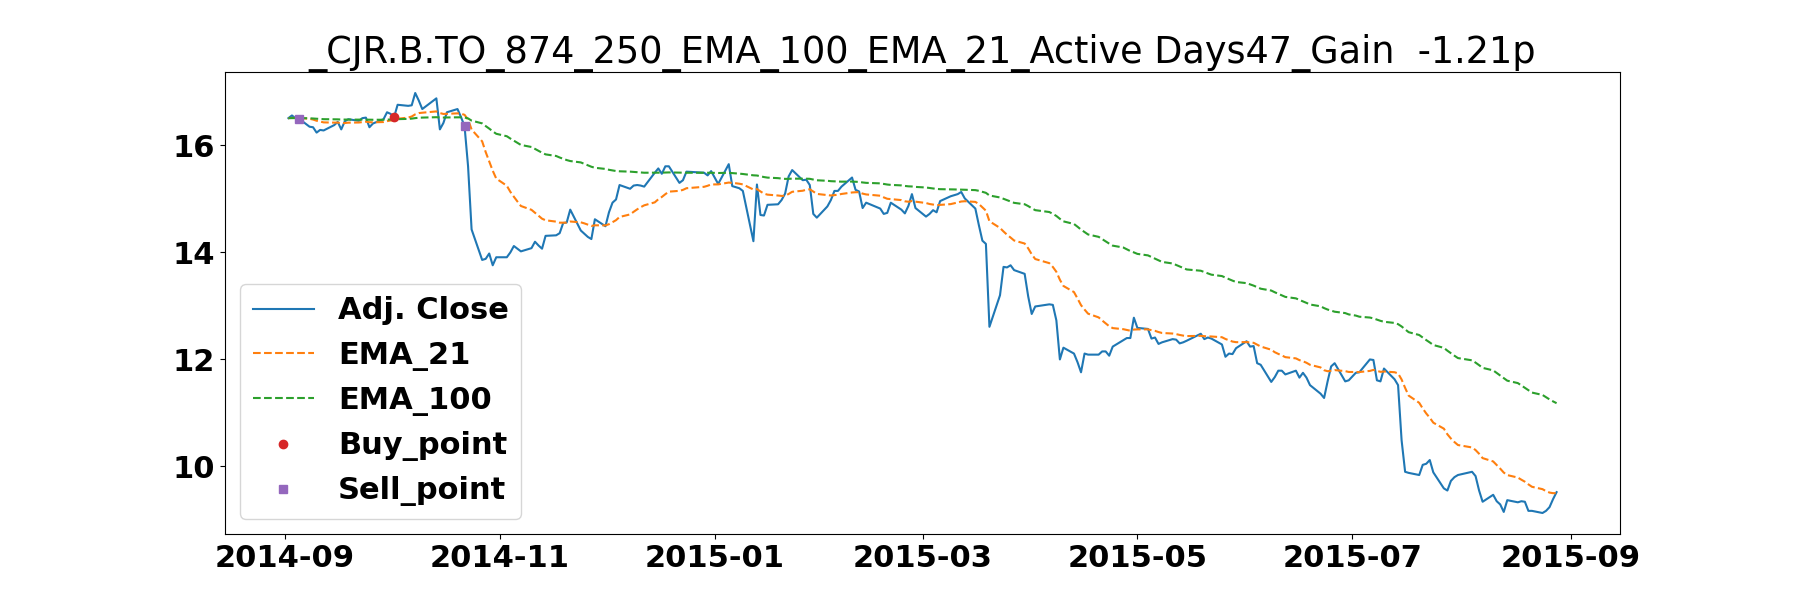 _CJR.B.TO_874_250_EMA_100_EMA_21_Active Days47_Gain  -1.21p
16
14
12
10
Adj. Close
EMA_21
EMA_100
Buy_point
Sell_point
2014-09 2014-11 2015-01 2015-03 2015-05 2015-07 2015-09